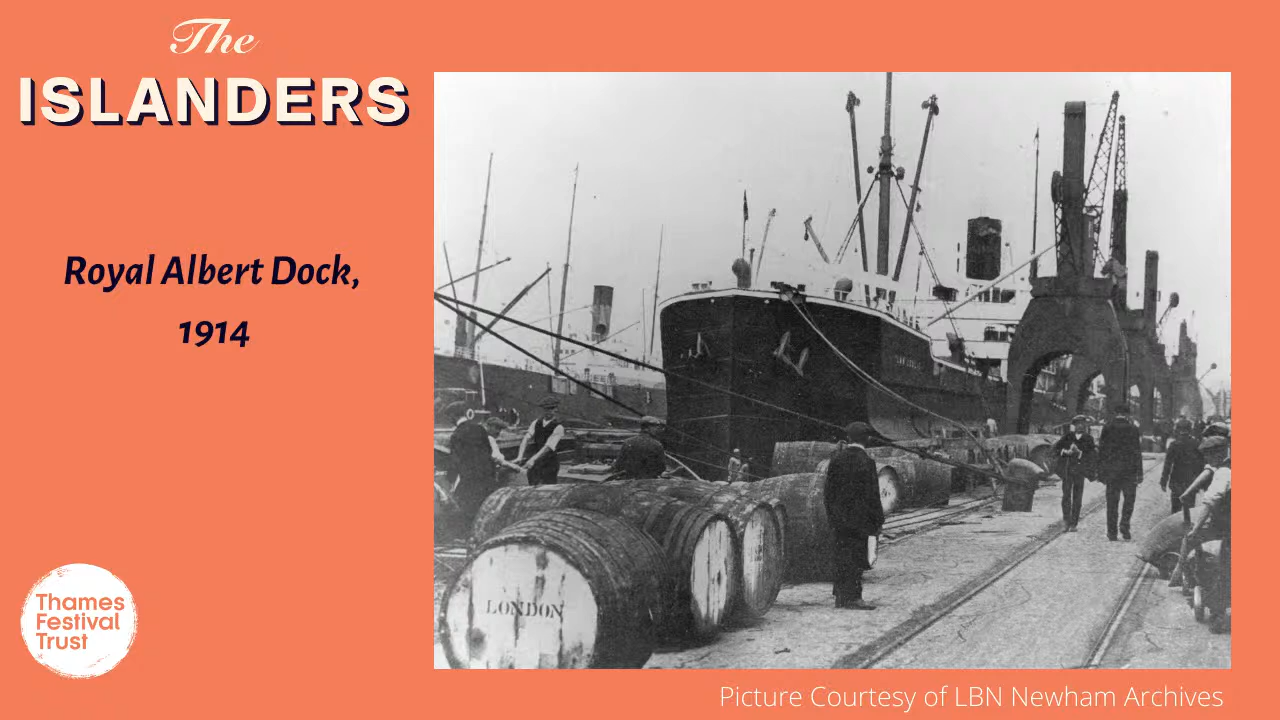 The
ISLANDERS
Royal Albert Dock,
1914
LONDON
Thames
Festival
Trust
Picture Courtesy of LBN Newham Archives